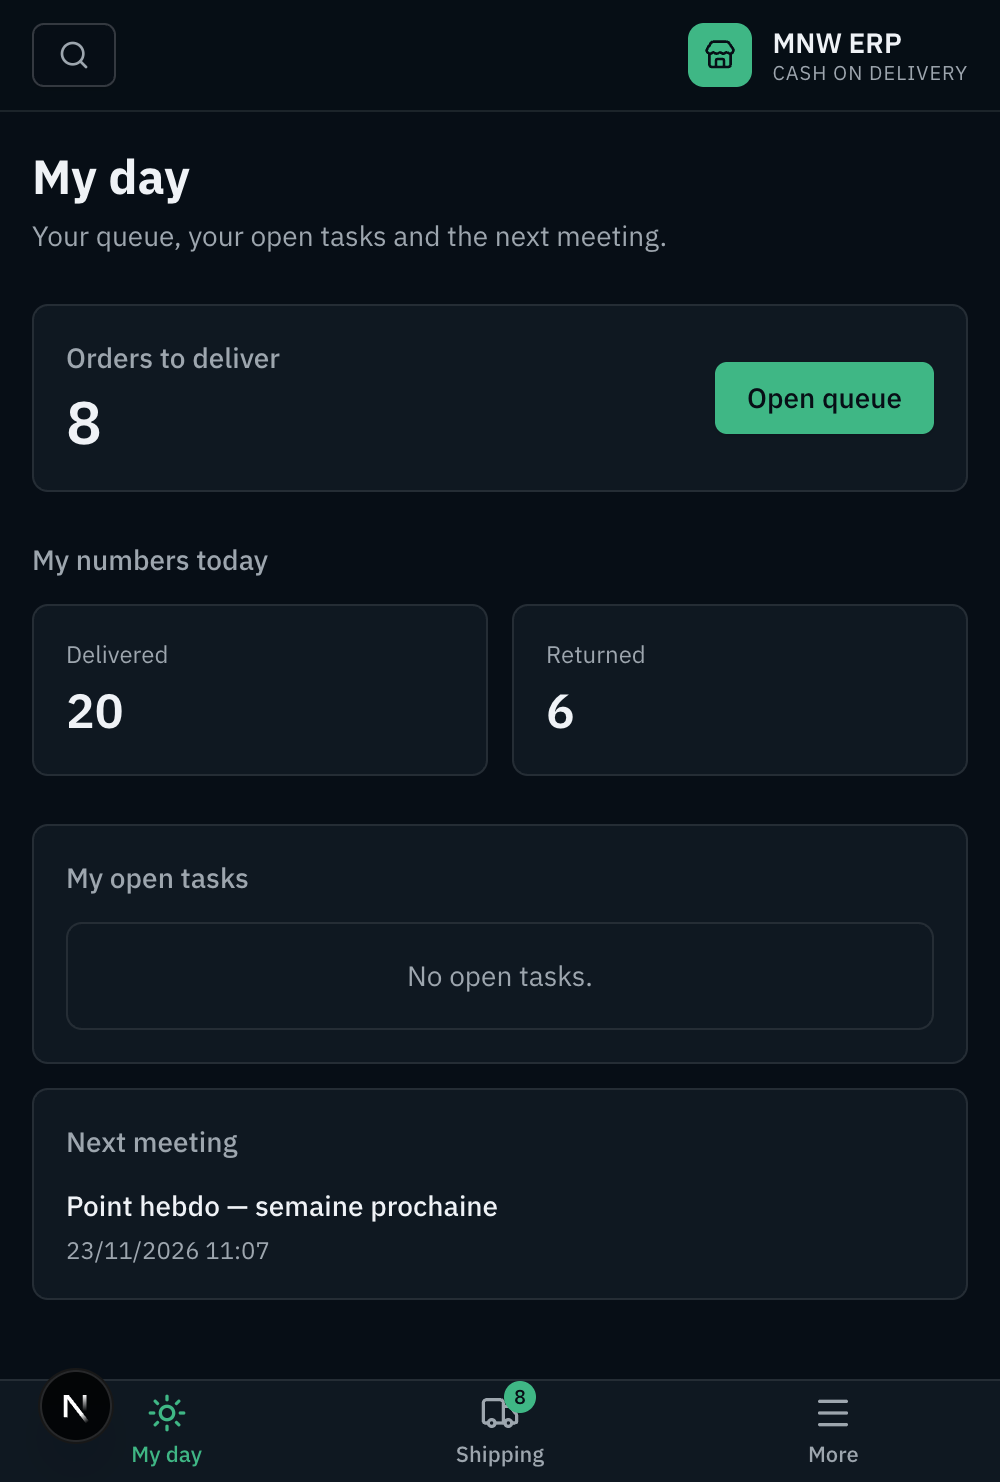 MNW ERP
CASH ON DELIVERY
My day
Your queue, your open tasks and the next meeting.
Orders to deliver
8
Open queue
My numbers today
Delivered
20
Returned
6
My open tasks
No open tasks.
Next meeting
Point hebdo — semaine prochaine
23/11/2026 11:07
N
My day
8
Shipping
More